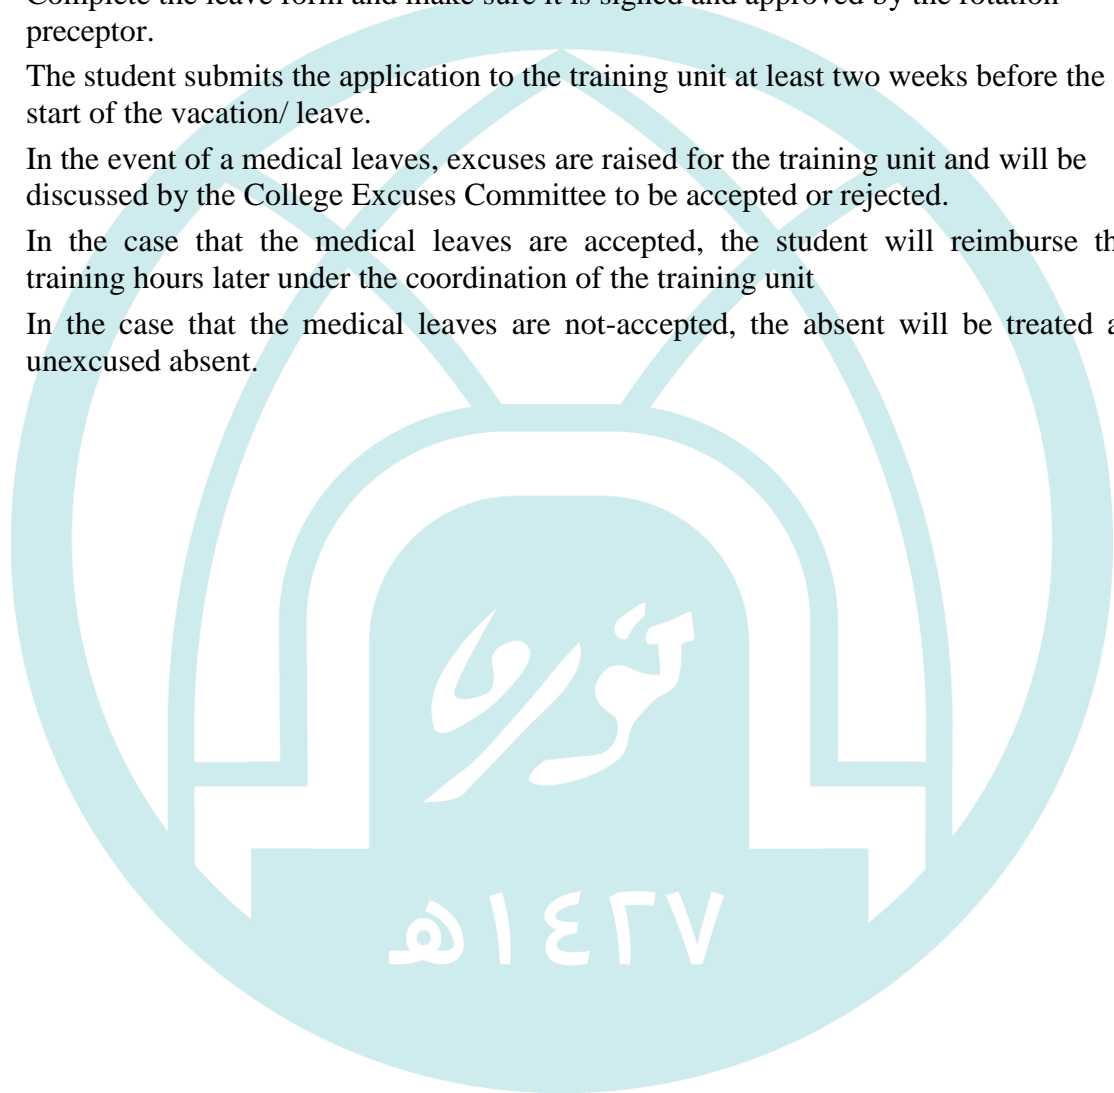 Complete the leave form and make sure it is signed and approved by the rotation
preceptor.
The student submits the application to the training unit at least two weeks before the
start of the vacation/ leave.
In the event of a medical leaves, excuses are raised for the training unit and will be
discussed by the College Excuses Committee to be accepted or rejected.
In the case that the medical leaves are accepted, the student will reimburse th
training hours later under the coordination of the training unit
In the case that the medical leaves are not-accepted, the absent will be treated a
unexcused absent.
نورة
١٤٢٧هـ